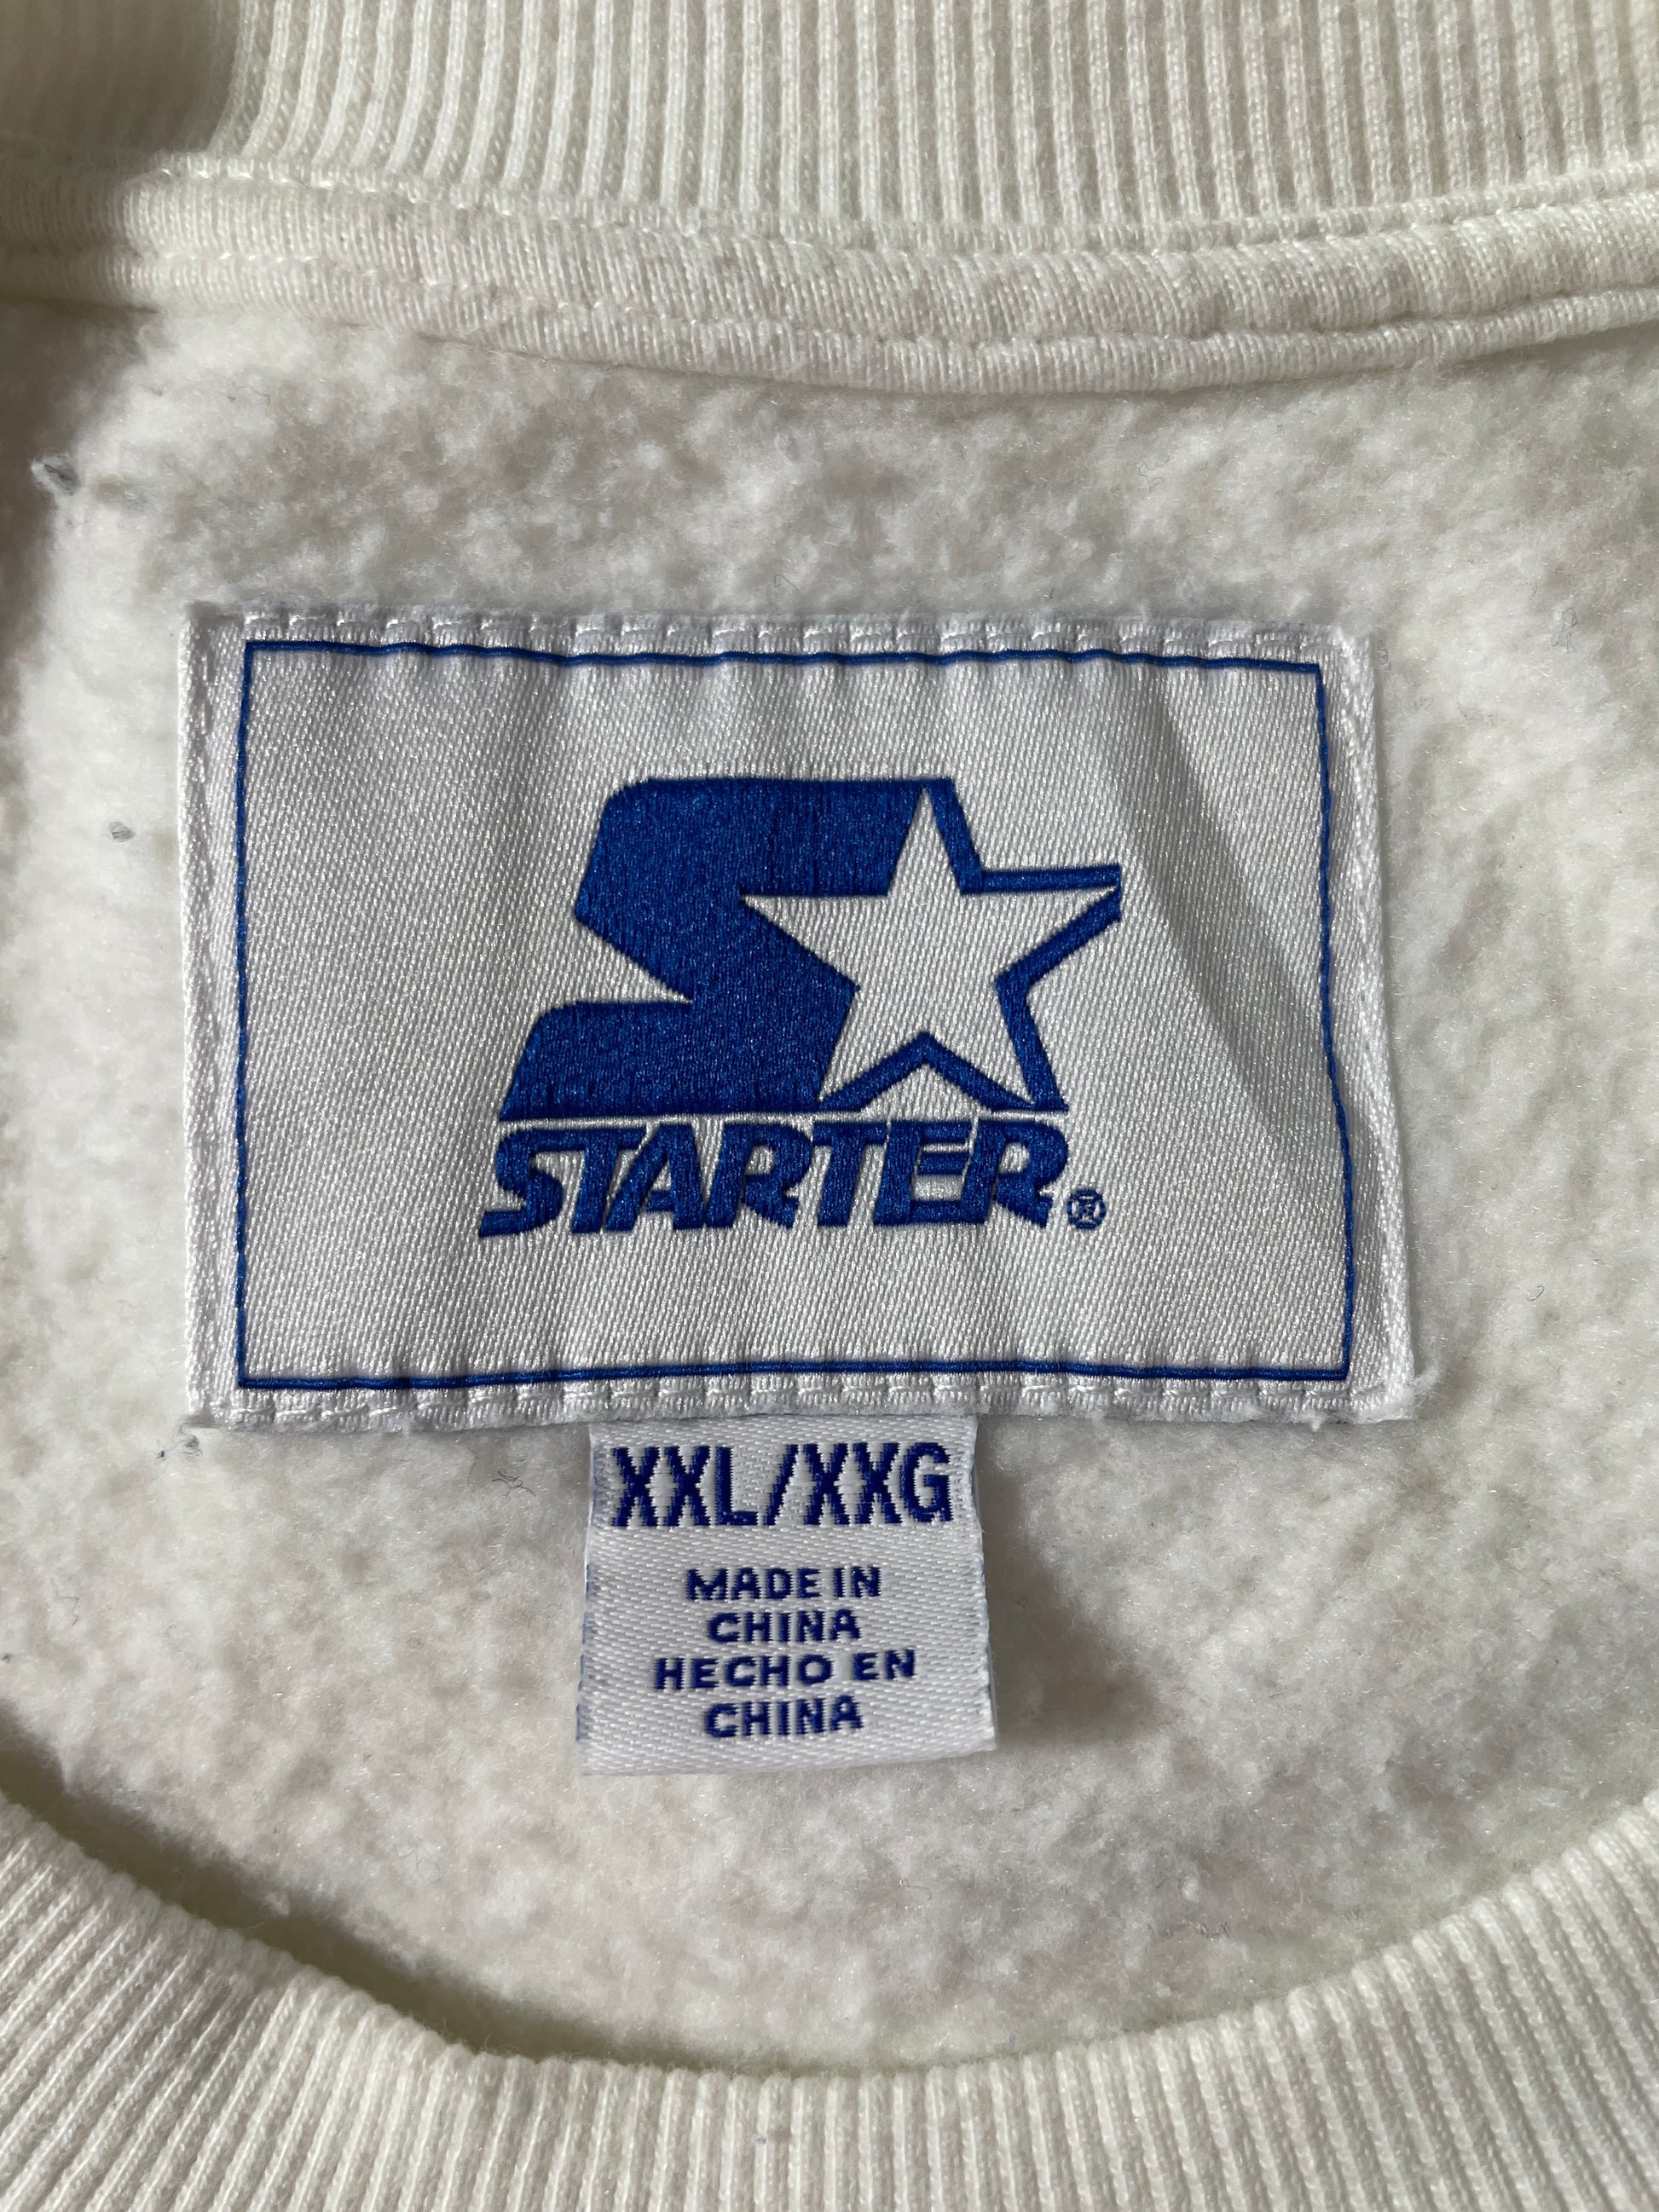 STARTER®
XXL/XXG
MADE IN
CHINA
HECHO EN
CHINA